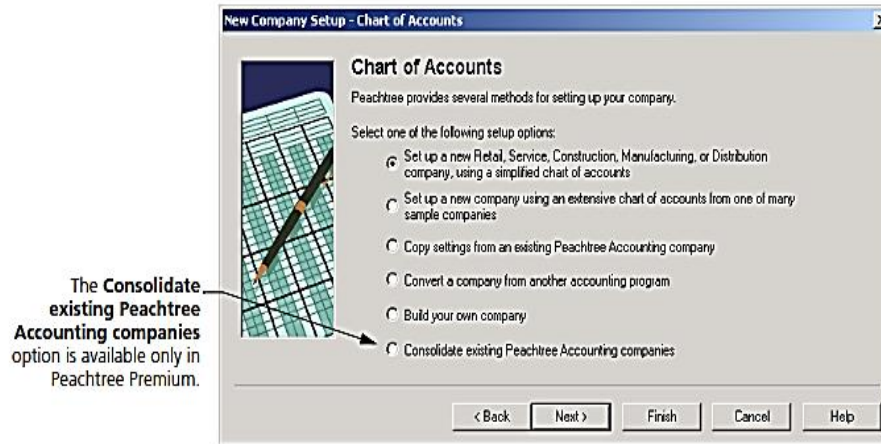 New Company Setup - Chart of Accounts
Chart of Accounts
Peachtree provides several methods for setting up your company.
Select one of the following setup options:
Set up a new Retail, Service, Construction, Manufacturing, or Distribution
company, using a simplified chart of accounts
Set up a new company using an extensive chart of accounts from one of many
sample companies
Copy settings from an existing Peachtree Accounting company
Convert a company from another accounting program
Build your own company
Consolidate existing Peachtree Accounting companies
The Consolidate
existing Peachtree
Accounting companies
option is available only in
Peachtree Premium.
< Back Next > Finish Cancel Help